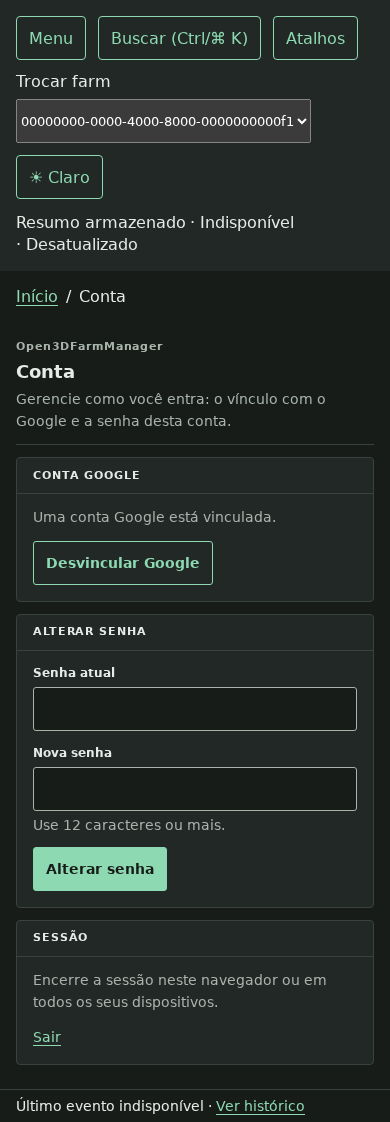 Menu
Buscar (Ctrl/⌘ K)
Atalhos
Trocar farm
00000000-0000-4000-8000-0000000000f1
☀ Claro
Resumo armazenado · Indisponível
· Desatualizado
Início / Conta
Open3DFarmManager
Conta
Gerencie como você entra: o vínculo com o
Google e a senha desta conta.
CONTA GOOGLE
Uma conta Google está vinculada.
Desvincular Google
ALTERAR SENHA
Senha atual
Nova senha
Use 12 caracteres ou mais.
Alterar senha
SESSÃO
Encerre a sessão neste navegador ou em
todos os seus dispositivos.
Sair
Último evento indisponível · Ver histórico